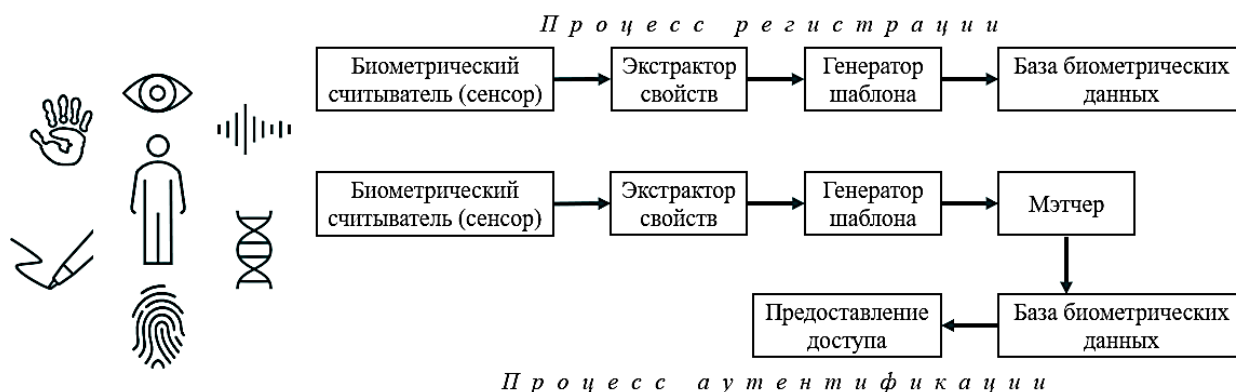 Процесс регистрации
Биометрический
считыватель (сенсор)
Экстрактор
свойств
Генератор
шаблона
База биометрических
данных
Биометрический
считыватель (сенсор)
Экстрактор
свойств
Генератор
шаблона
Мэтчер
Предоставление
доступа
База биометрических
данных
Процесс аутентификации